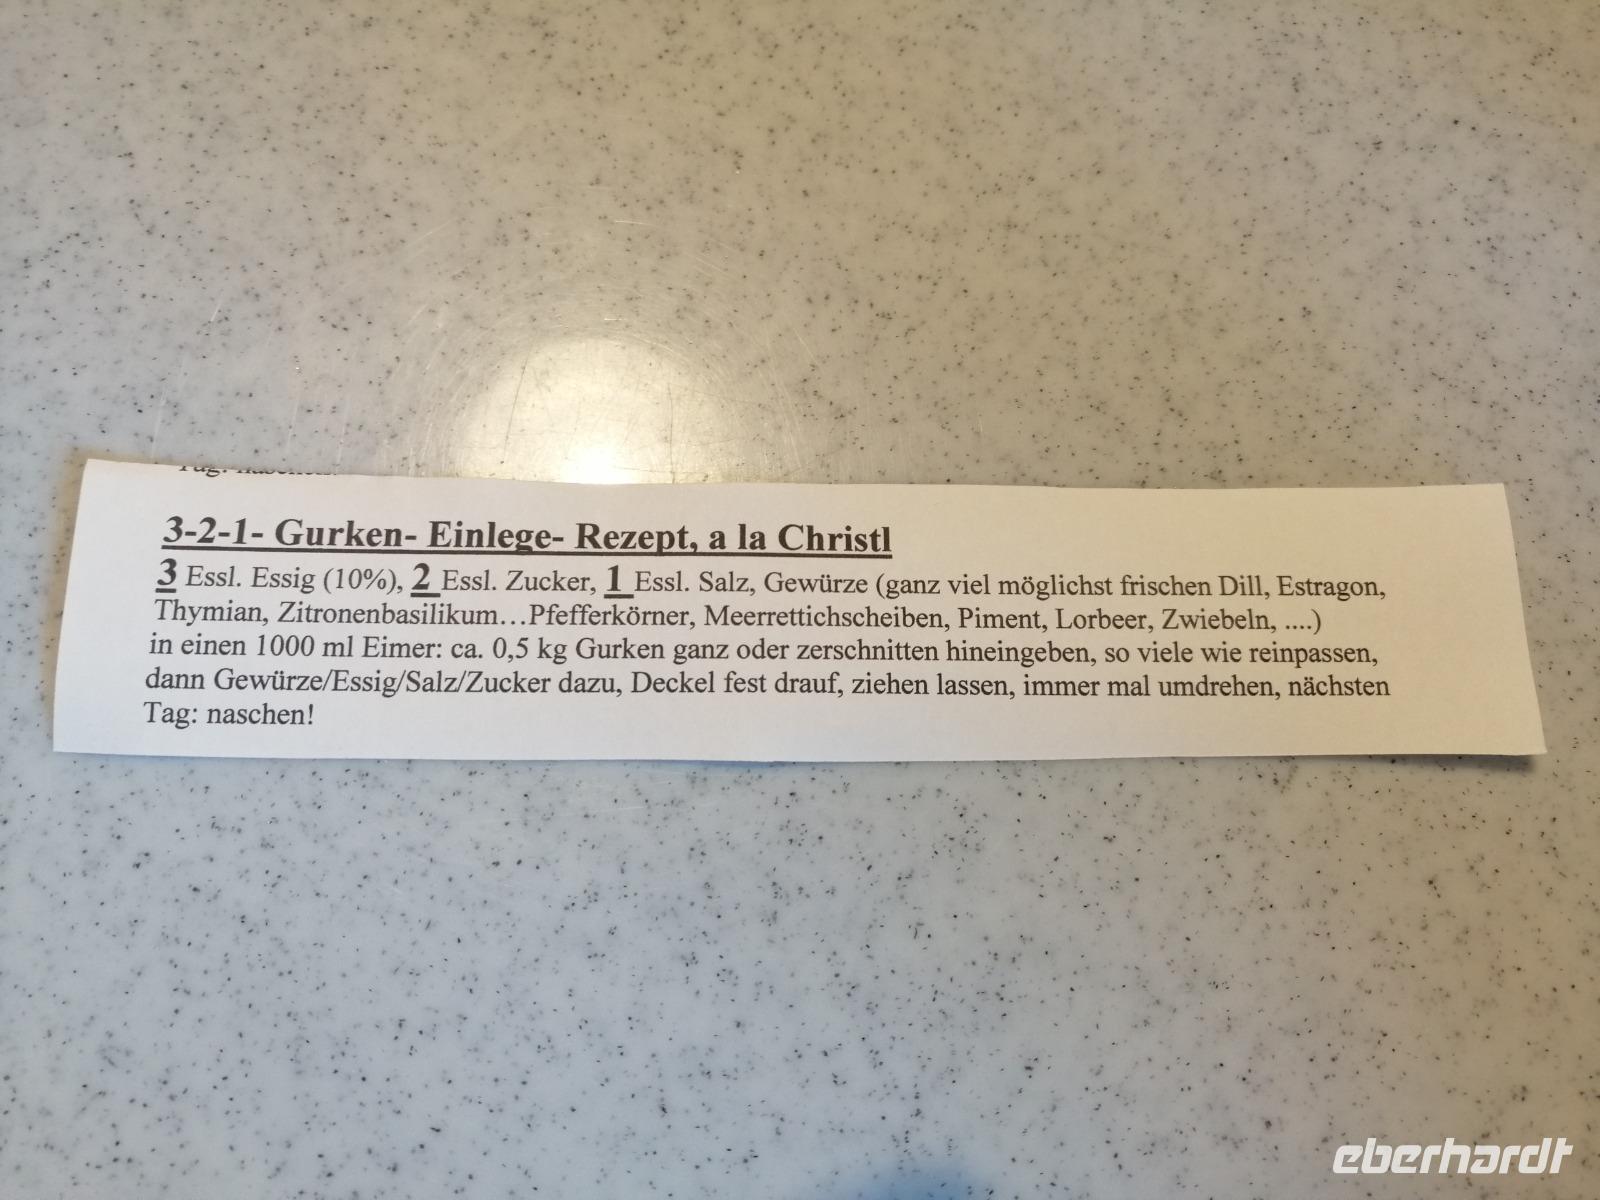 Tag: naschen!
3-2-1- Gurken- Einlege- Rezept, a la Christl
3 Essl. Essig (10%), 2 Essl. Zucker, 1 Essl. Salz, Gewürze (ganz viel möglichst frischen Dill, Estragon,
Thymian, Zitronenbasilikum…Pfefferkörner, Meerrettichscheiben, Piment, Lorbeer, Zwiebeln, ....)
in einen 1000 ml Eimer: ca. 0,5 kg Gurken ganz oder zerschnitten hineingeben, so viele wie reinpassen,
dann Gewürze/Essig/Salz/Zucker dazu, Deckel fest drauf, ziehen lassen, immer mal umdrehen, nächsten
Tag: naschen!
eberhardt